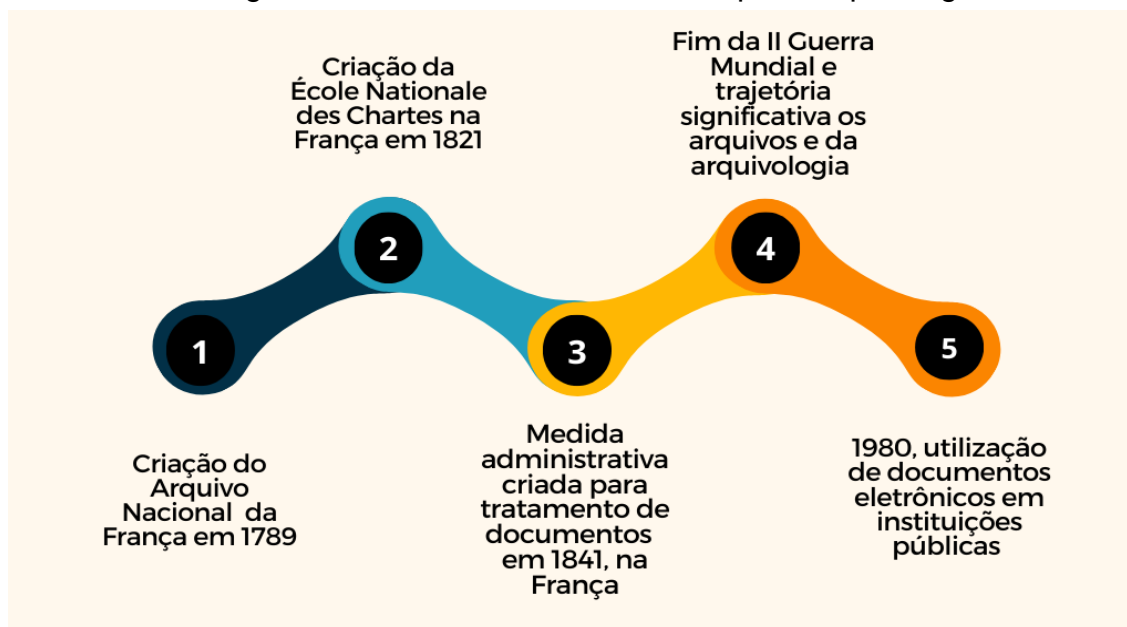 1
Criação do
Arquivo
Nacional da
França em 1789
Criação da
École Nationale
des Chartes na
França em 1821
2
3
Medida
administrativa
criada para
tratamento de
documentos
em 1841, na
França
Fim da II Guerra
Mundial e
trajetória
significativa os
arquivos e da
arquivologia
4
5
1980, utilização
de documentos
eletrônicos em
instituições
públicas